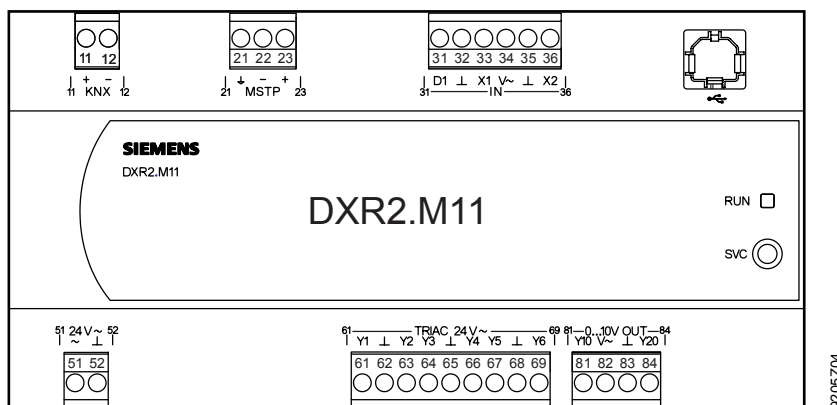 11 12
+ −
11 KNX 12
21 22 23
⏚ − +
21 MSTP 23
31 32 33 34 35 36
D1 ⊥ X1 V~ ⊥ X2
31 IN 36
SIEMENS
DXR2.M11
DXR2.M11
RUN
SVC
51 24 V ~ 52
~ ⊥
51 52
61 TRIAC 24 V ~ 69
Y1 ⊥ Y2 Y3 ⊥ Y4 Y5 ⊥ Y6
61 62 63 64 65 66 67 68 69
81 0...10V OUT 84
Y10 V~ ⊥ Y20
81 82 83 84